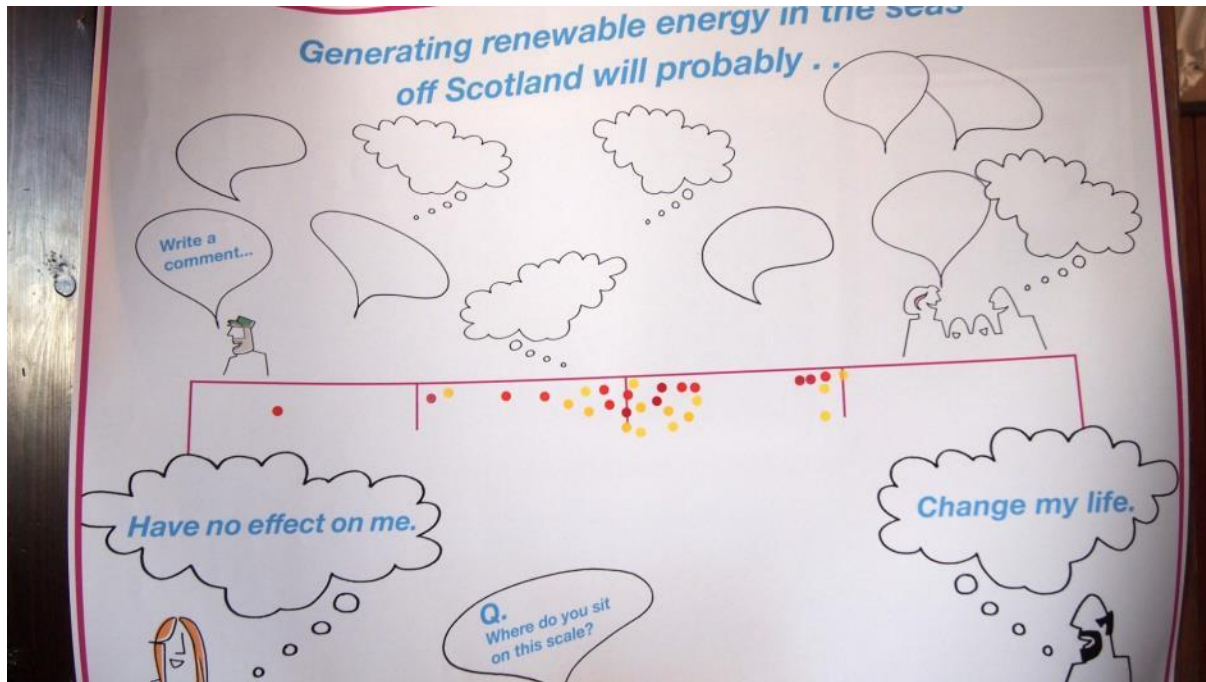 Generating renewable energy in the seas
off Scotland will probably . .
Write a
comment...
Have no effect on me.
Change my life.
Q.
Where do you sit
on this scale?